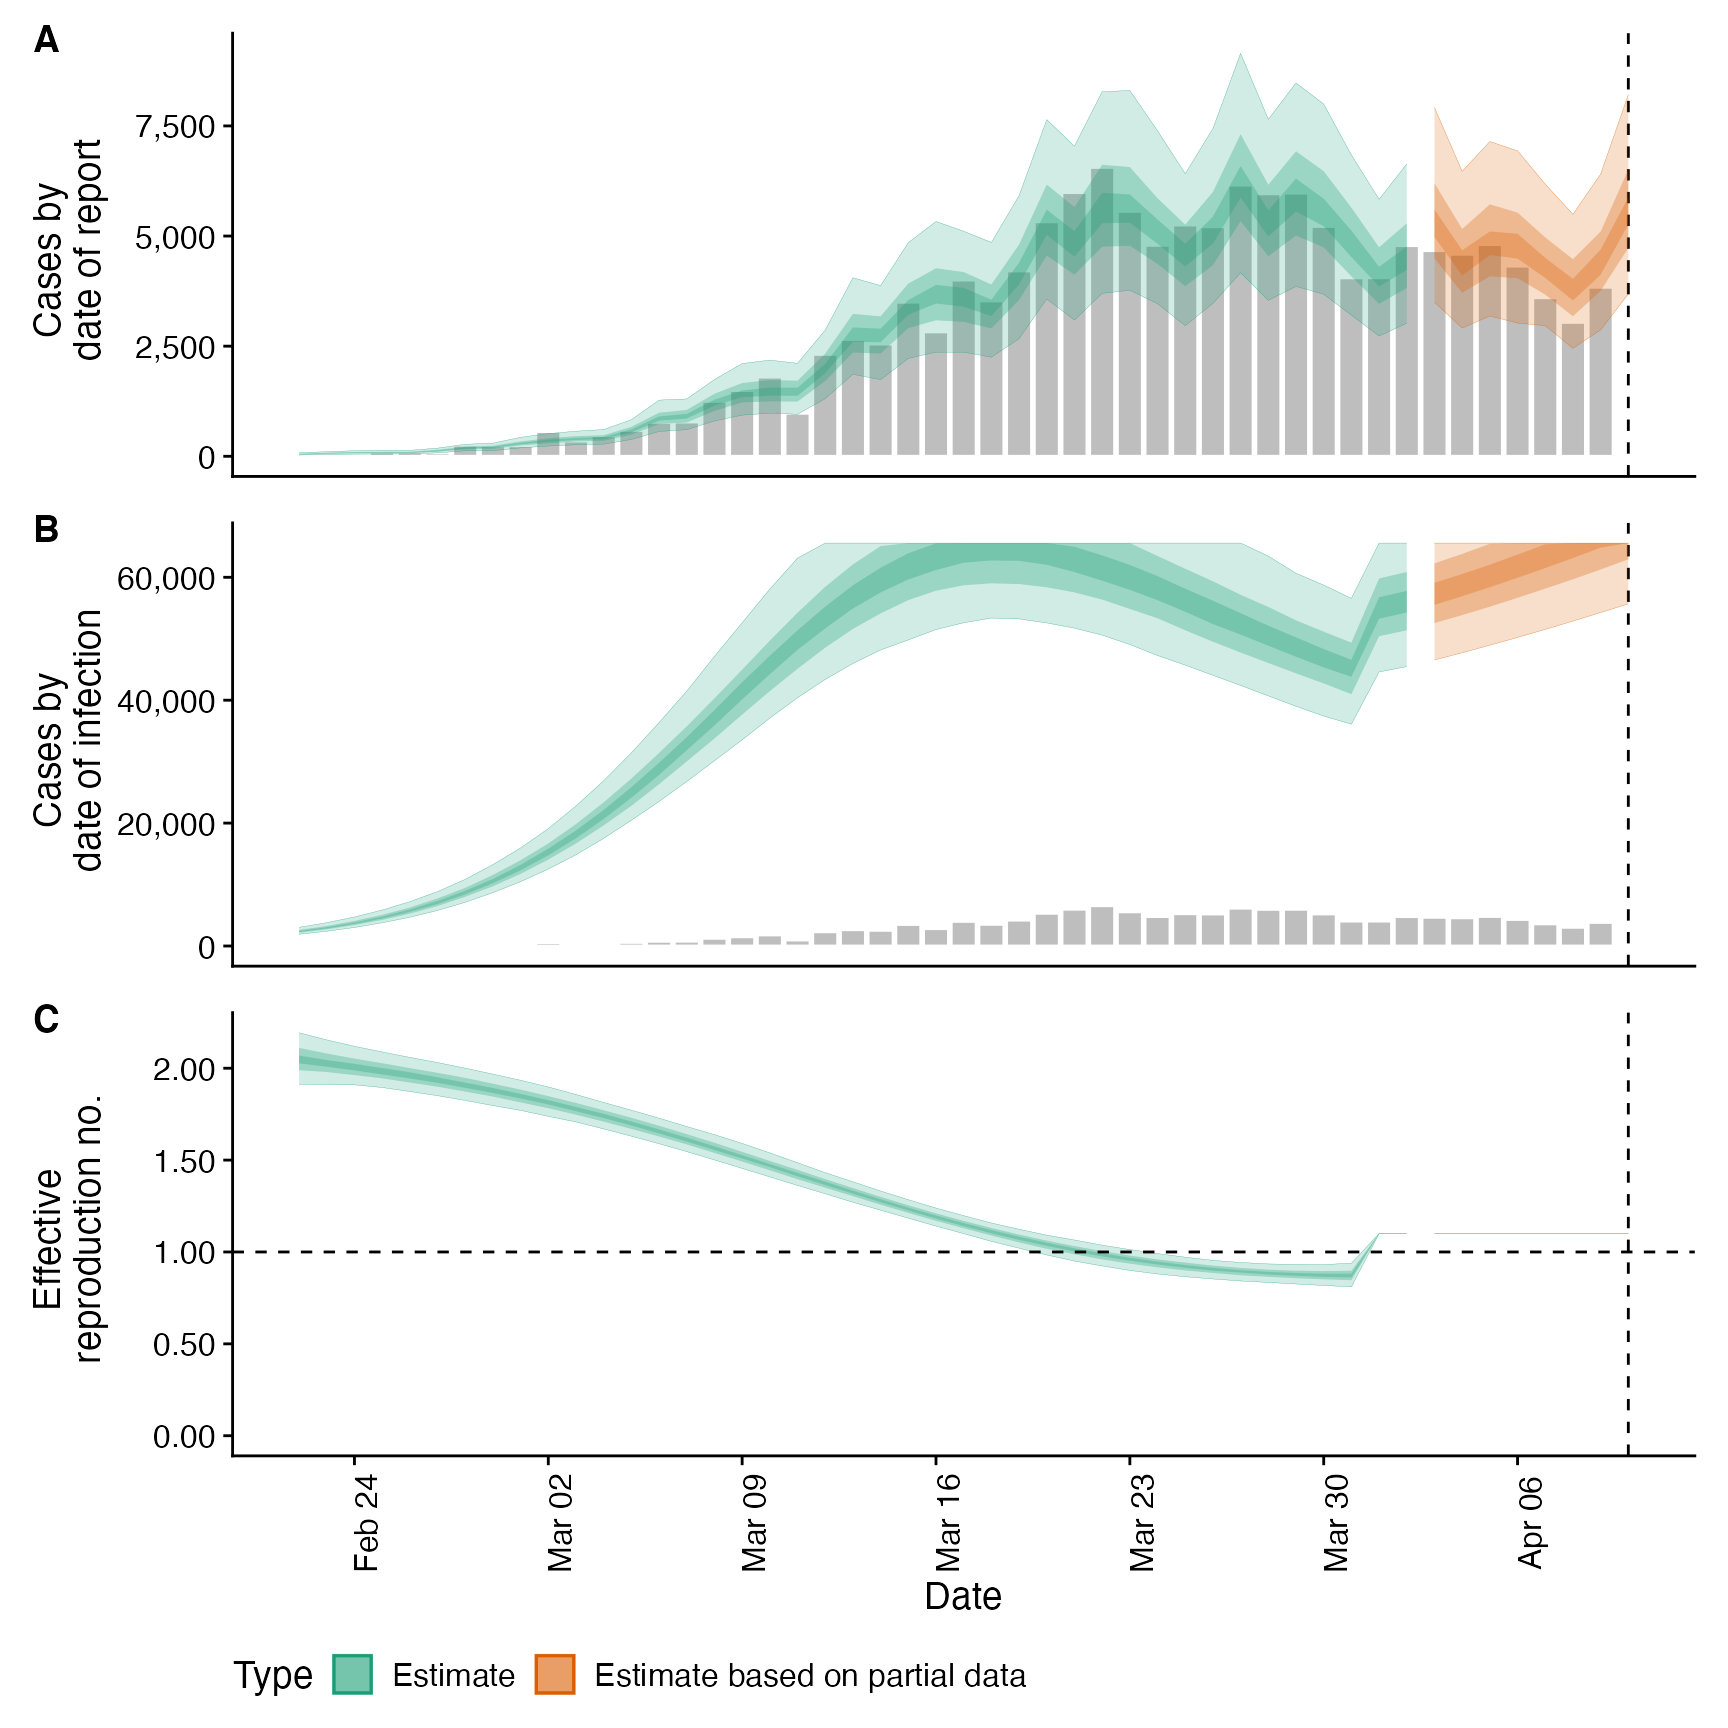 A
Cases by
date of report
7,500
5,000
2,500
0
B
Cases by
date of infection
60,000
40,000
20,000
0
C
Effective
reproduction no.
2.00
1.50
1.00
0.50
0.00
Feb 24
Mar 02
Mar 09
Mar 16
Mar 23
Mar 30
Apr 06
Date
Type Estimate Estimate based on partial data